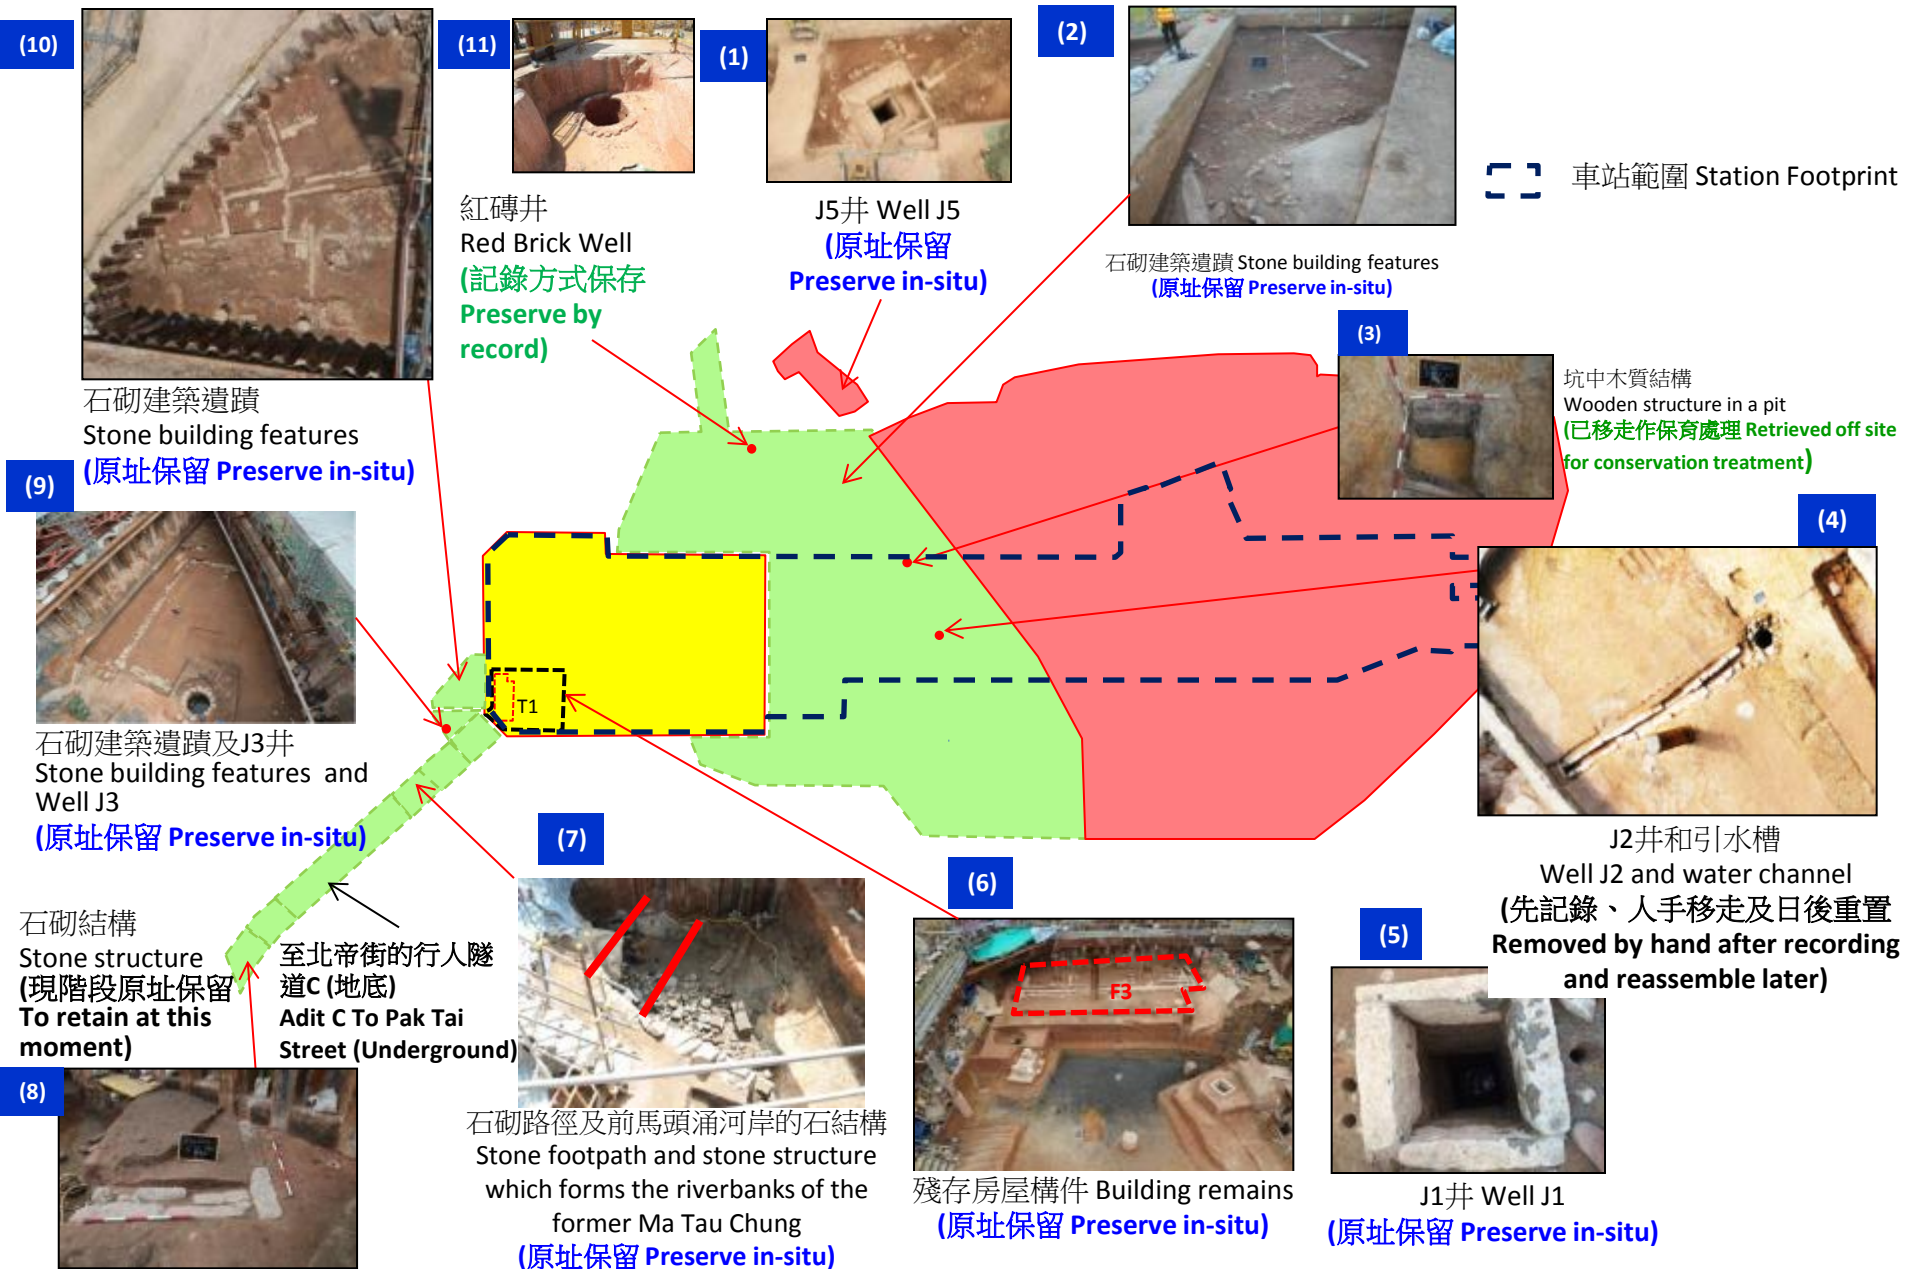 (10)
石砌建築遺蹟
Stone building features
(原址保留 Preserve in-situ)
(11)
紅磚井
Red Brick Well
(記錄方式保存
Preserve by
record)
(1)
J5井 Well J5
(原址保留
Preserve in-situ)
(2)
石砌建築遺蹟 Stone building features
(原址保留 Preserve in-situ)
車站範圍 Station Footprint
(3)
坑中木質結構
Wooden structure in a pit
(已移走作保育處理 Retrieved off site
for conservation treatment)
(4)
J2井和引水槽
Well J2 and water channel
(先記錄、人手移走及日後重置
Removed by hand after recording
and reassemble later)
(5)
J1井 Well J1
(原址保留 Preserve in-situ)
(6)
F3
殘存房屋構件 Building remains
(原址保留 Preserve in-situ)
(7)
石砌路徑及前馬頭涌河岸的石結構
Stone footpath and stone structure
which forms the riverbanks of the
former Ma Tau Chung
(原址保留 Preserve in-situ)
T1
(9)
石砌建築遺蹟及J3井
Stone building features and
Well J3
(原址保留 Preserve in-situ)
石砌結構
Stone structure
(現階段原址保留
To retain at this
moment)
(8)
至北帝街的行人隧
道C (地底)
Adit C To Pak Tai
Street (Underground)